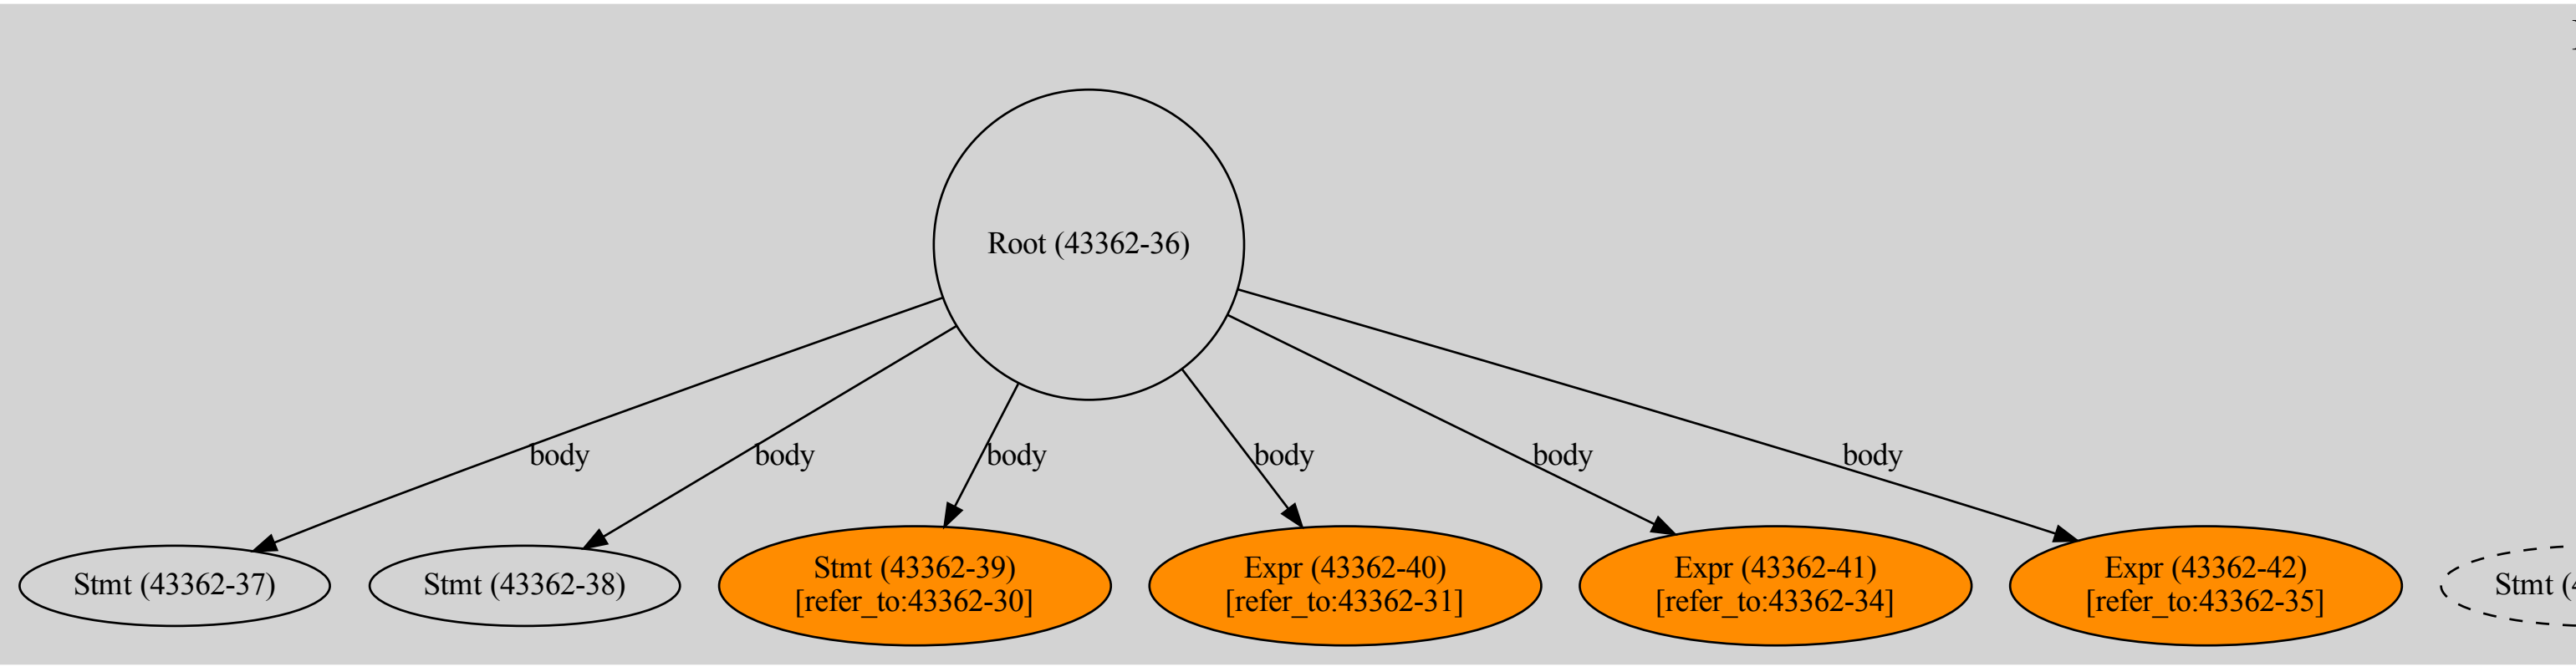 Root (43362-36)
body
body
body
body
body
body
Stmt (43362-37)
Stmt (43362-38)
Stmt (43362-39)
[refer_to:43362-30]
Expr (43362-40)
[refer_to:43362-31]
Expr (43362-41)
[refer_to:43362-34]
Expr (43362-42)
[refer_to:43362-35]
Stmt (